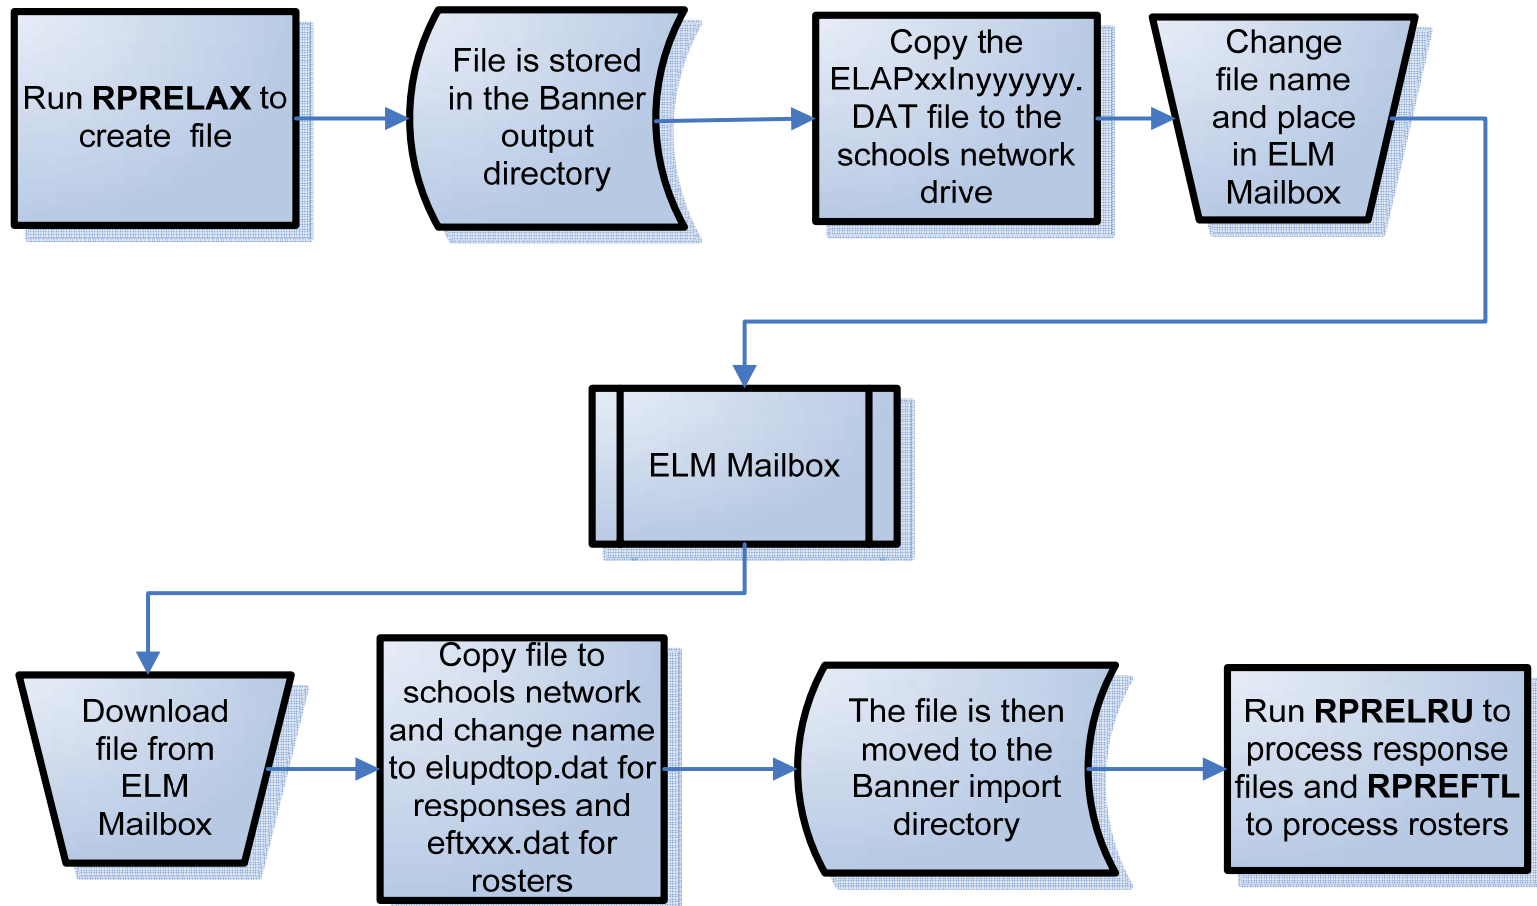 Run RPRELAX to
create file
File is stored
in the Banner
output
directory
Copy the
ELAPxxInyyyyyy.
DAT file to the
schools network
drive
Change
file name
and place
in ELM
Mailbox
ELM Mailbox
Download
file from
ELM
Mailbox
Copy file to
schools network
and change name
to elupdtop.dat for
responses and
eftxxx.dat for
rosters
The file is then
moved to the
Banner import
directory
Run RPRELRU to
process response
files and RPREFTL
to process rosters